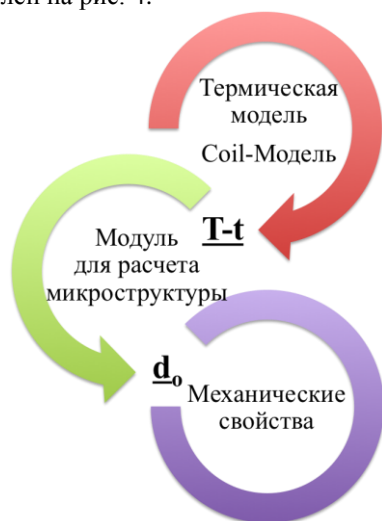 лен на рис. 4.
Термическая
модель
Coil-Модель
T-t
Модуль
для расчета
микроструктуры
d₀
Механические
свойства